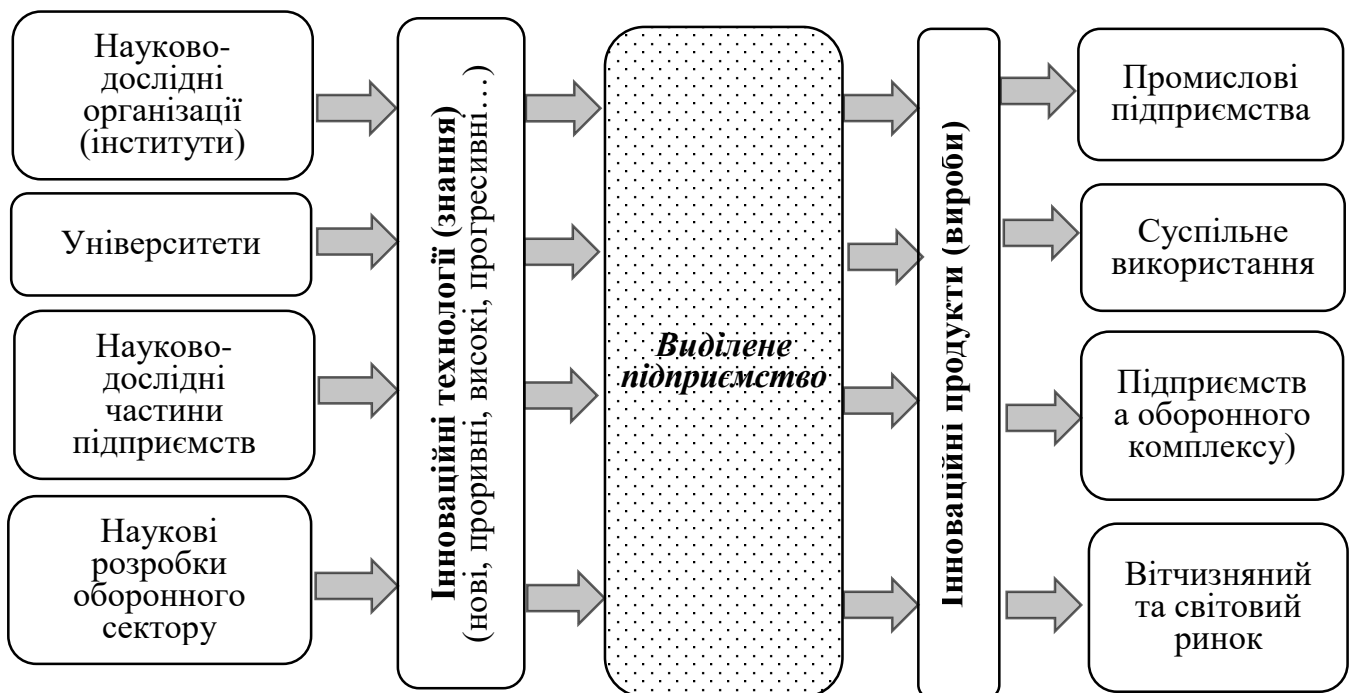 Науково-
дослідні
організації
(інститути)
Університети
Науково-
дослідні
частини
підприємств
Наукові
розробки
оборонного
сектору
Інноваційні технології (знання)
(нові, проривні, високі, прогресивні…)
Виділене
підприємство
Інноваційні продукти (вироби)
Промислові
підприємства
Суспільне
використання
Підприємств
а оборонного
комплексу)
Вітчизняний
та світовий
ринок